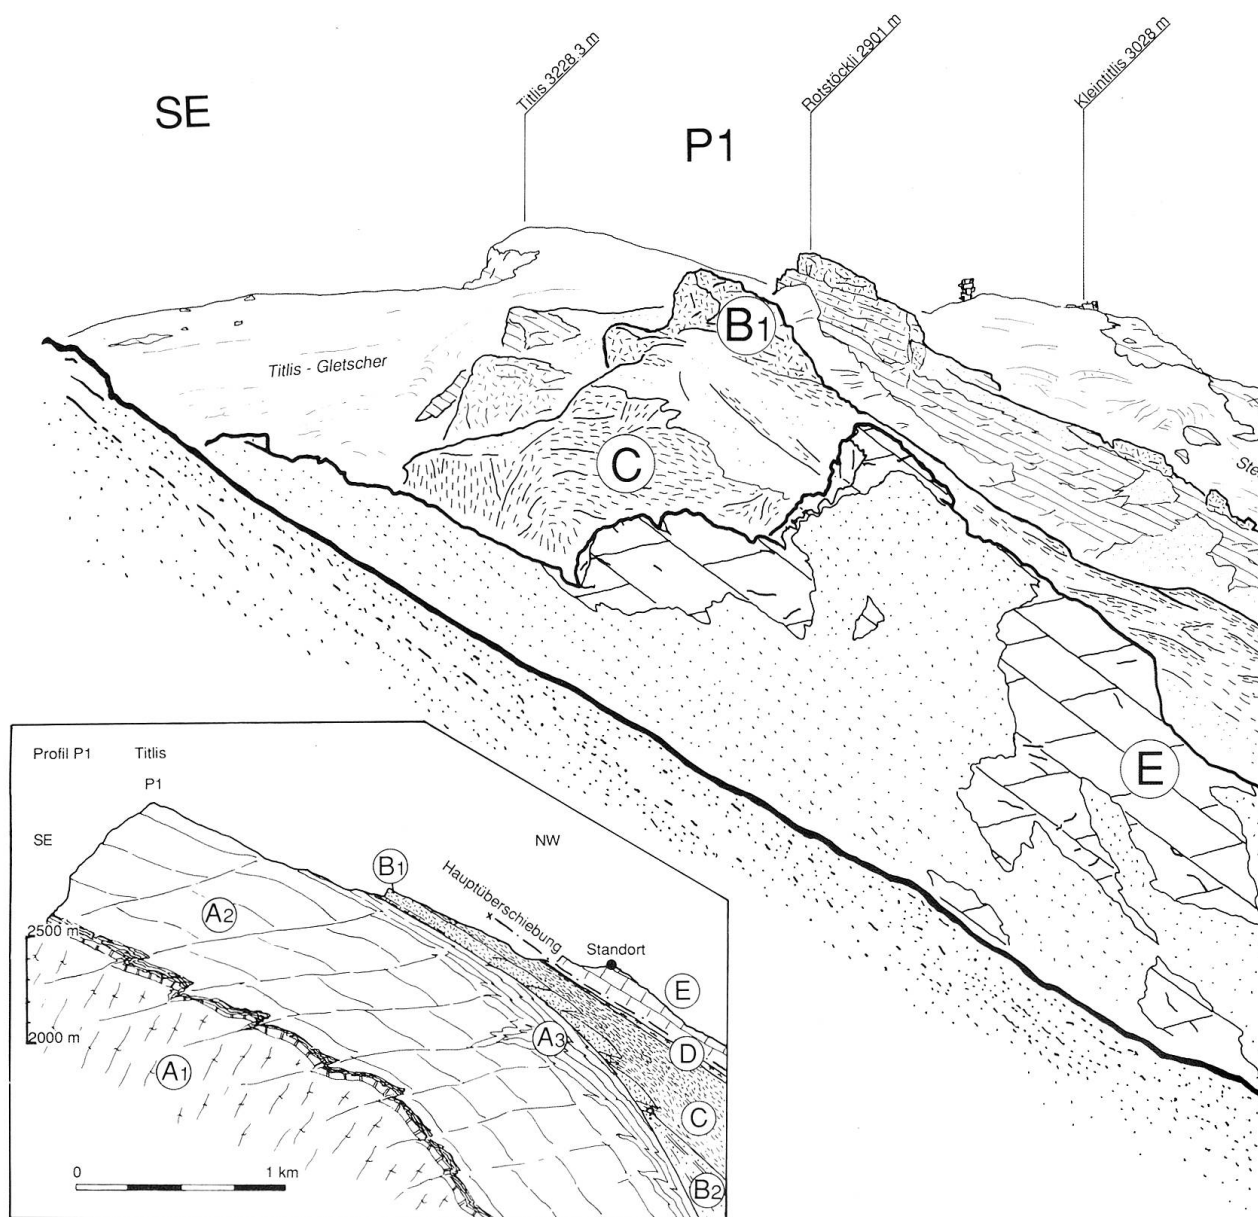 Titlis 3228.3 m
Rotstöckli 2901 m
Kleintitlis 3028 m
SE
P1
B1
Titlis - Gletscher
C
Ste
E
Profil P1 Titlis
P1
SE
NW
B1
Hauptüberschiebung
A2
Standort
2500 m
E
2000 m
A3
D
A1
C
0
1 km
B2